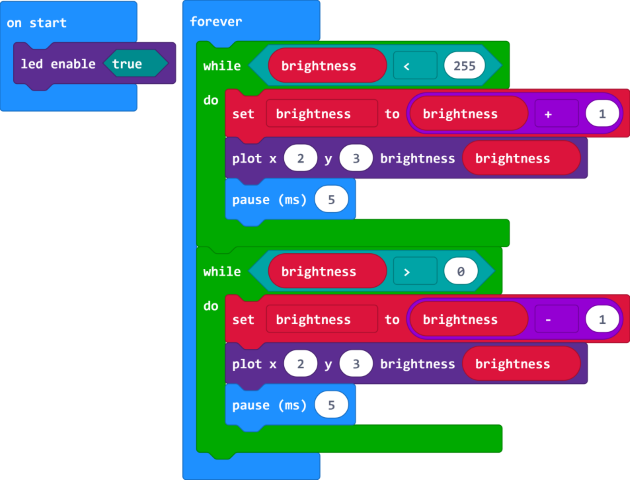 on start
led enable true
forever
while brightness < 255
do
set brightness to brightness + 1
plot x 2 y 3 brightness brightness
pause (ms) 5
while brightness > 0
do
set brightness to brightness - 1
plot x 2 y 3 brightness brightness
pause (ms) 5